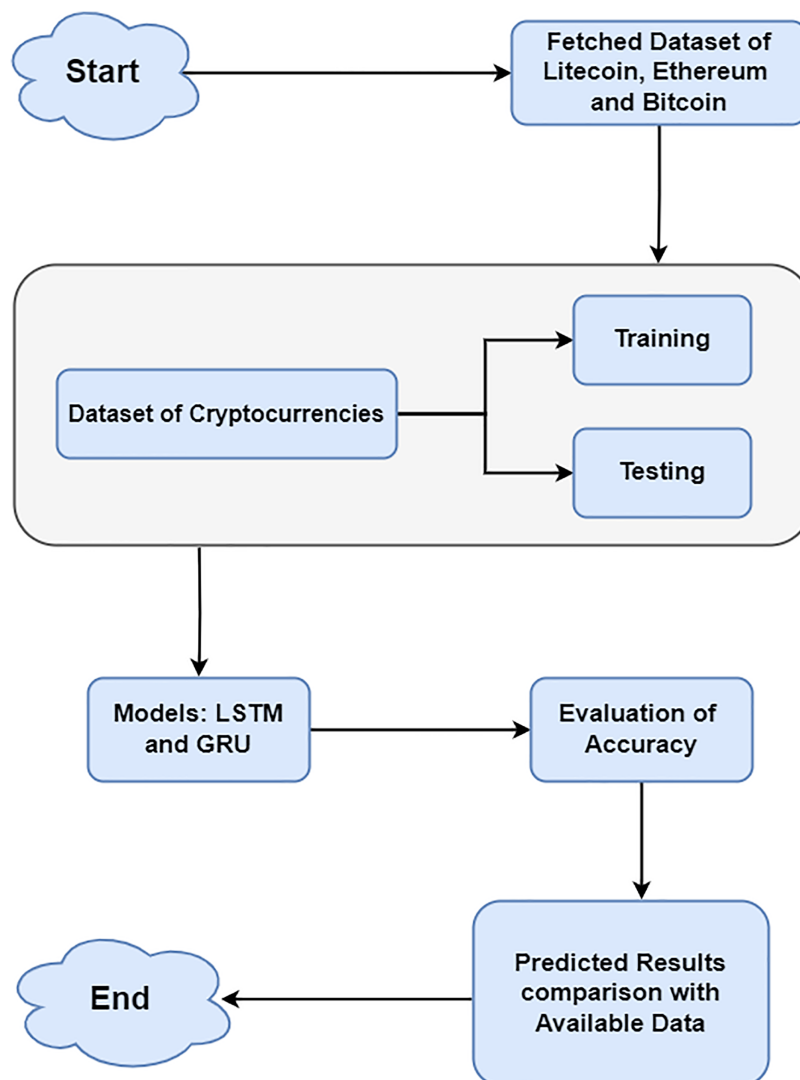 Start
Fetched Dataset of
Litecoin, Ethereum
and Bitcoin
Training
Dataset of Cryptocurrencies
Testing
Models: LSTM
and GRU
Evaluation of
Accuracy
Predicted Results
comparison with
Available Data
End